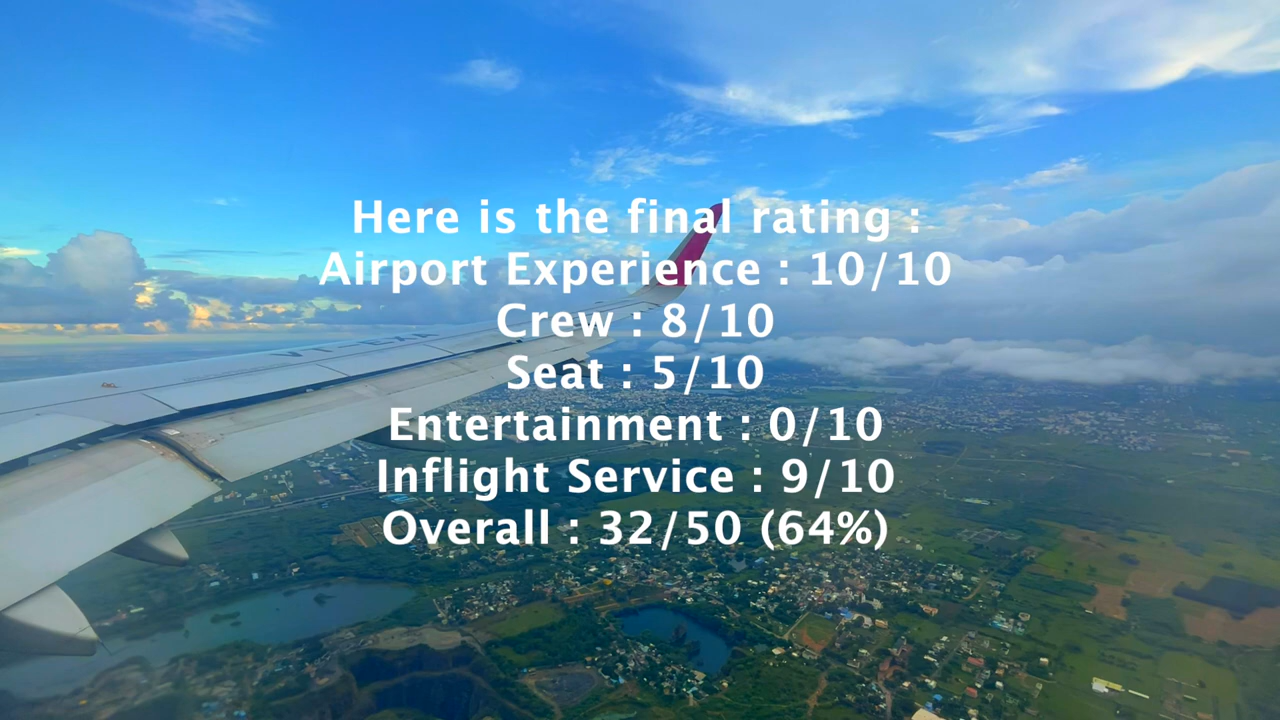 Here is the final rating :
Airport Experience : 10/10
Crew : 8/10
Seat : 5/10
Entertainment : 0/10
Inflight Service : 9/10
Overall : 32/50 (64%)